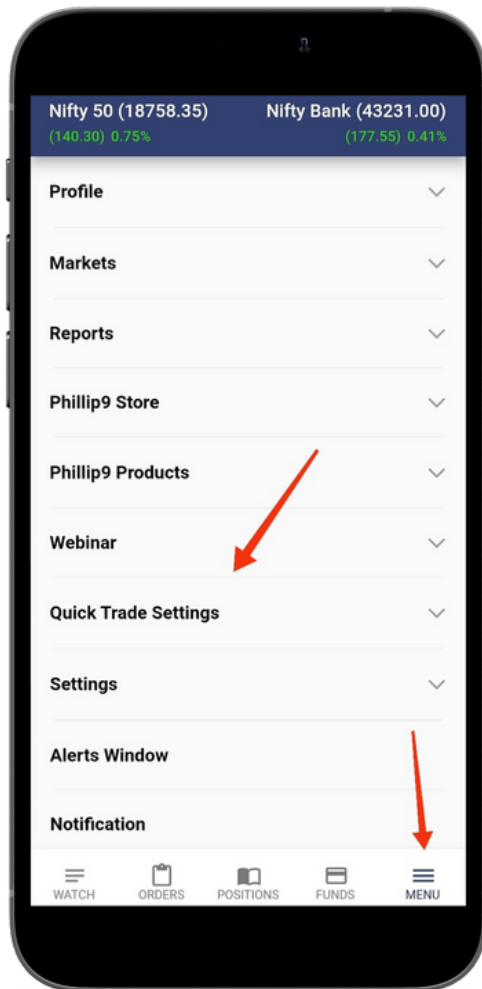 Nifty 50 (18758.35) Nifty Bank (43231.00)
(140.30) 0.75% (177.55) 0.41%
Profile
Markets
Reports
Phillip9 Store
Phillip9 Products
Webinar
Quick Trade Settings
Settings
Alerts Window
Notification
WATCH ORDERS POSITIONS FUNDS MENU